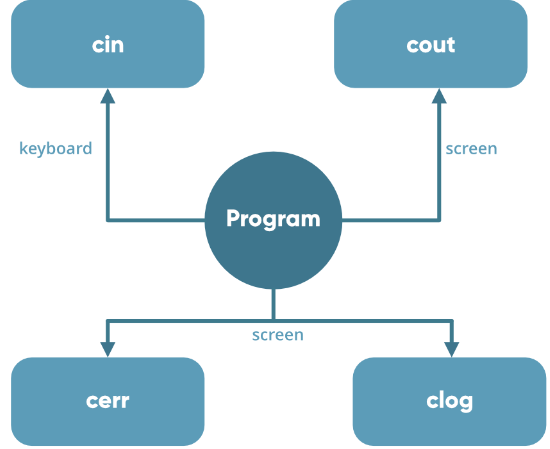 cin
cout
keyboard
screen
Program
screen
cerr
clog